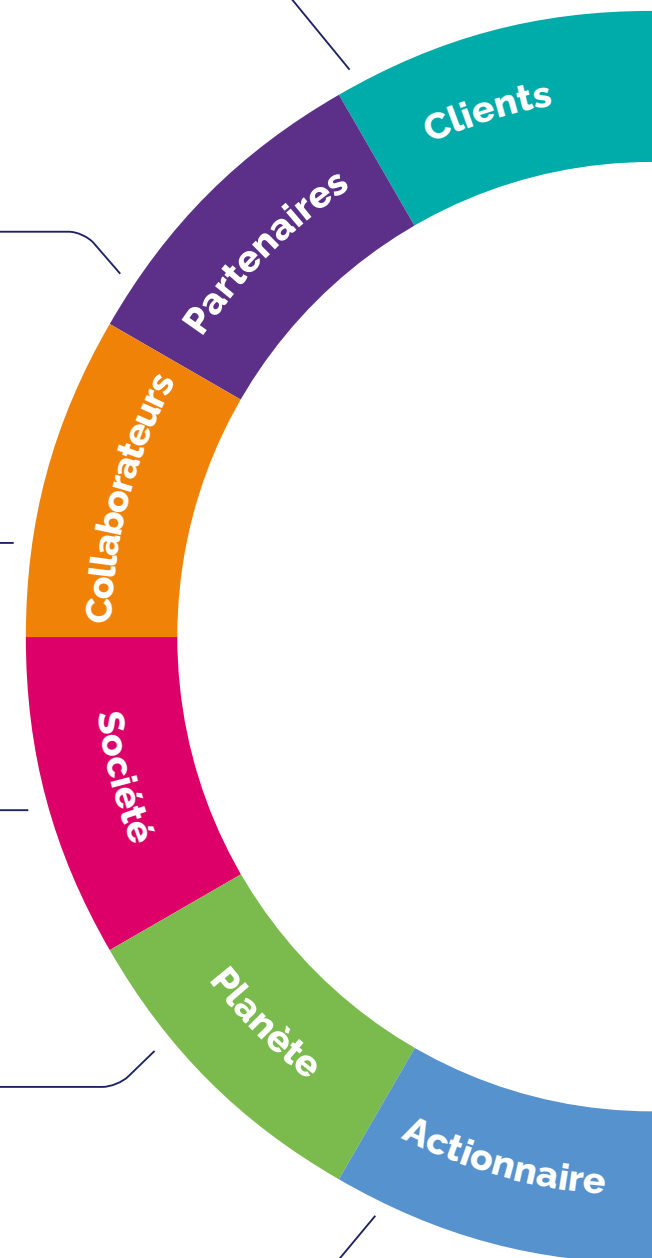 Clients
Partenaires
Collaborateurs
Société
Planète
Actionnaire